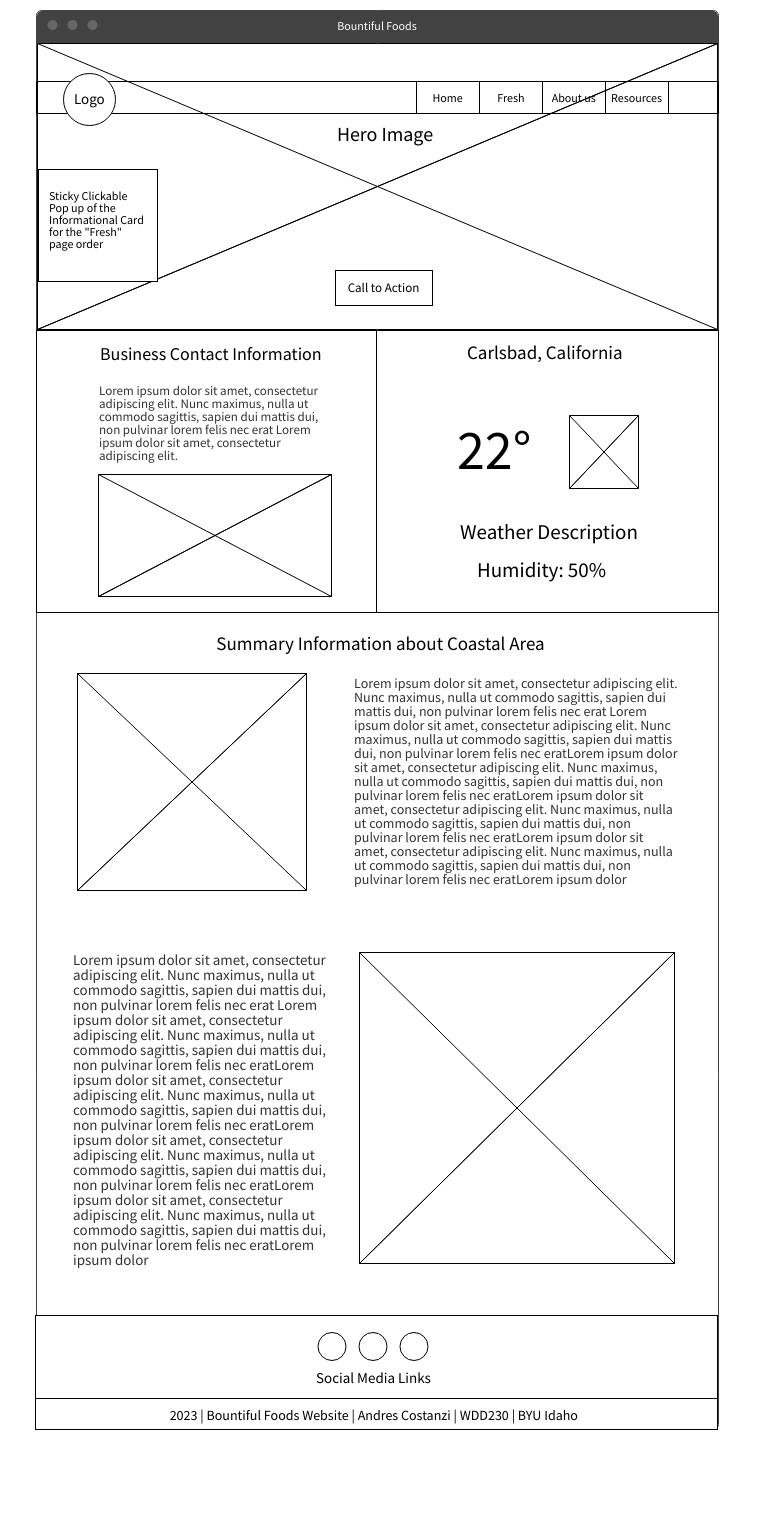 Bountiful Foods
Logo
Home
Fresh
About us
Resources
Hero Image
Sticky Clickable
Pop up of the
Informational Card
for the "Fresh"
page order
Call to Action
Business Contact Information
Lorem ipsum dolor sit amet, consectetur
adipiscing elit. Nunc maximus, nulla ut
commodo sagittis, sapien dui mattis dui,
non pulvinar lorem felis nec erat Lorem
ipsum dolor sit amet, consectetur
adipiscing elit.
Carlsbad, California
22°
Weather Description
Humidity: 50%
Summary Information about Coastal Area
Lorem ipsum dolor sit amet, consectetur adipiscing elit.
Nunc maximus, nulla ut commodo sagittis, sapien dui
mattis dui, non pulvinar lorem felis nec erat Lorem
ipsum dolor sit amet, consectetur adipiscing elit. Nunc
maximus, nulla ut commodo sagittis, sapien dui mattis
dui, non pulvinar lorem felis nec eratLorem ipsum dolor
sit amet, consectetur adipiscing elit. Nunc maximus,
nulla ut commodo sagittis, sapien dui mattis dui, non
pulvinar lorem felis nec eratLorem ipsum dolor sit
amet, consectetur adipiscing elit. Nunc maximus, nulla
ut commodo sagittis, sapien dui mattis dui, non
pulvinar lorem felis nec eratLorem ipsum dolor sit
amet, consectetur adipiscing elit. Nunc maximus, nulla
ut commodo sagittis, sapien dui mattis dui, non
pulvinar lorem felis nec eratLorem ipsum dolor
Lorem ipsum dolor sit amet, consectetur
adipiscing elit. Nunc maximus, nulla ut
commodo sagittis, sapien dui mattis dui,
non pulvinar lorem felis nec erat Lorem
ipsum dolor sit amet, consectetur
adipiscing elit. Nunc maximus, nulla ut
commodo sagittis, sapien dui mattis dui,
non pulvinar lorem felis nec eratLorem
ipsum dolor sit amet, consectetur
adipiscing elit. Nunc maximus, nulla ut
commodo sagittis, sapien dui mattis dui,
non pulvinar lorem felis nec eratLorem
ipsum dolor sit amet, consectetur
adipiscing elit. Nunc maximus, nulla ut
commodo sagittis, sapien dui mattis dui,
non pulvinar lorem felis nec eratLorem
ipsum dolor sit amet, consectetur
adipiscing elit. Nunc maximus, nulla ut
commodo sagittis, sapien dui mattis dui,
non pulvinar lorem felis nec eratLorem
ipsum dolor
Social Media Links
2023 | Bountiful Foods Website | Andres Costanzi | WDD230 | BYU Idaho